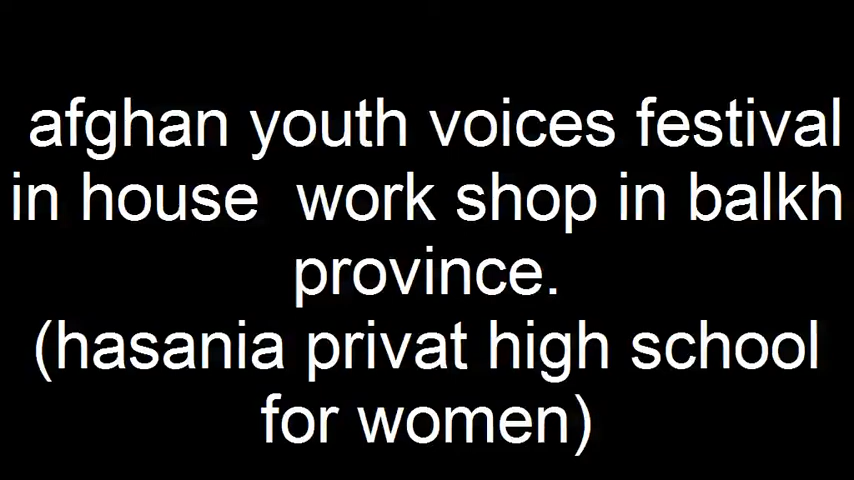 afghan youth voices festival
in house  work shop in balkh
province.
(hasania privat high school
for women)